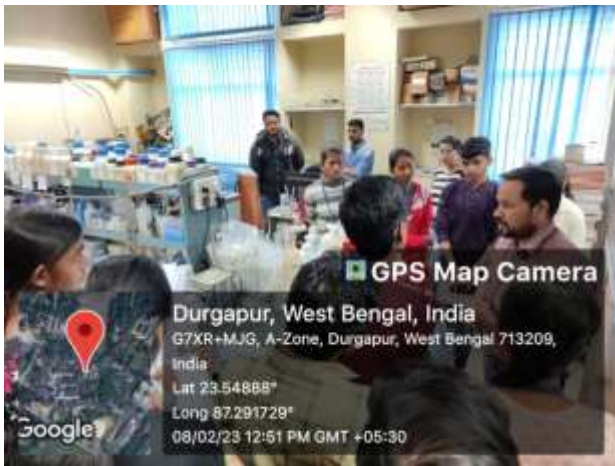 GPS Map Camera
Durgapur, West Bengal, India
G7XR+MJG, A-Zone, Durgapur, West Bengal 713209,
India
Lat 23.54888°
Long 87.291729°
08/02/23 12:51 PM GMT +05:30
Google